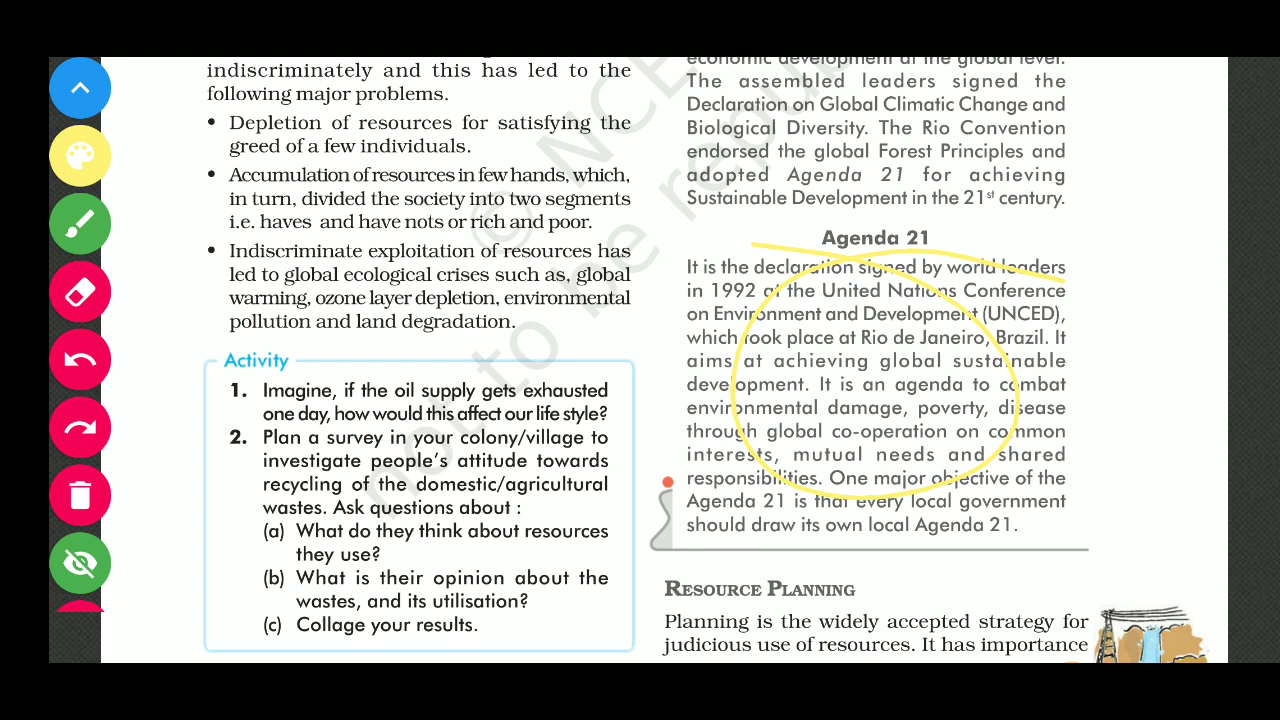 indiscriminately and this has led to the
following major problems.
• Depletion of resources for satisfying the
greed of a few individuals.
• Accumulation of resources in few hands, which,
in turn, divided the society into two segments
i.e. haves and have nots or rich and poor.
• Indiscriminate exploitation of resources has
led to global ecological crises such as, global
warming, ozone layer depletion, environmental
pollution and land degradation.
Activity
1. Imagine, if the oil supply gets exhausted
one day, how would this affect our life style?
2. Plan a survey in your colony/village to
investigate people's attitude towards
recycling of the domestic/agricultural
wastes. Ask questions about :
(a) What do they think about resources
they use?
(b) What is their opinion about the
wastes, and its utilisation?
(c) Collage your results.
economic development at the global level.
The assembled leaders signed the
Declaration on Global Climatic Change and
Biological Diversity. The Rio Convention
endorsed the global Forest Principles and
adopted Agenda 21 for achieving
Sustainable Development in the 21st century.
Agenda 21
It is the declaration signed by world leaders
in 1992 at the United Nations Conference
on Environment and Development (UNCED),
which took place at Rio de Janeiro, Brazil. It
aims at achieving global sustainable
development. It is an agenda to combat
environmental damage, poverty, disease
through global co-operation on common
interests, mutual needs and shared
responsibilities. One major objective of the
Agenda 21 is that every local government
should draw its own local Agenda 21.
RESOURCE PLANNING
Planning is the widely accepted strategy for
judicious use of resources. It has importance
© NCE
not to be repub